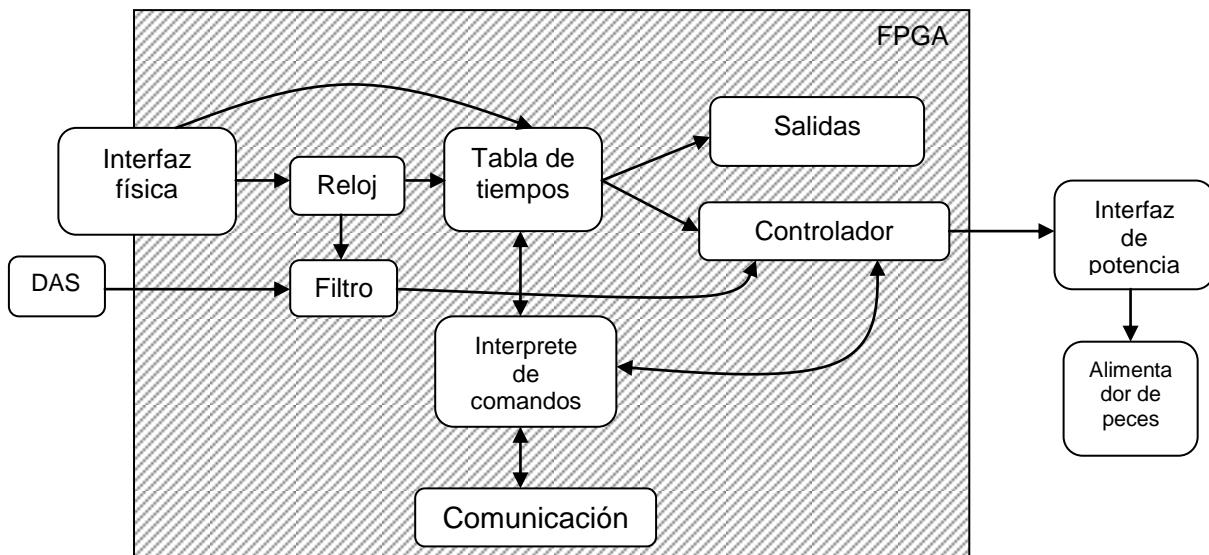 FPGA
Salidas
Interfaz
física
Tabla de
tiempos
Reloj
Controlador
Interfaz
de
potencia
DAS
Filtro
Interprete
de
comandos
Alimenta
dor de
peces
Comunicación